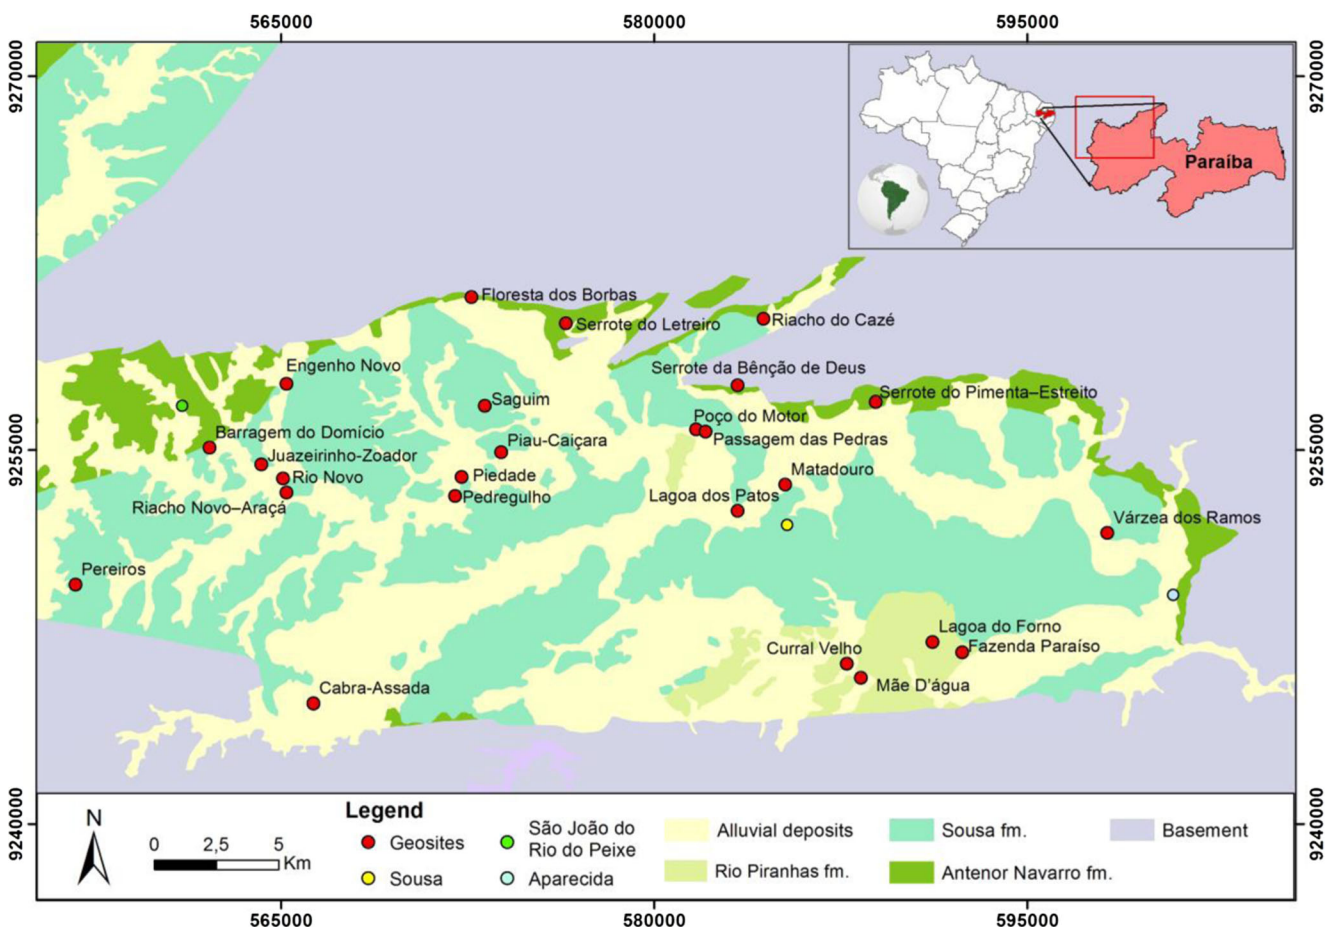 565000
580000
595000
9270000
9270000
Paraíba
Floresta dos Borbas
Serrote do Letreiro
Riacho do Cazé
Engenho Novo
Serrote da Bênção de Deus
Saguim
Serrote do Pimenta–Estreito
Poço do Motor
Barragem do Domício
Piau-Caiçara
Passagem das Pedras
9255000
9255000
Juazeirinho-Zoador
Matadouro
Rio Novo
Piedade
Pedregulho
Lagoa dos Patos
Riacho Novo–Araçá
Várzea dos Ramos
Pereiros
Lagoa do Forno
Curral Velho
Fazenda Paraíso
Cabra-Assada
Mãe D'água
9240000
9240000
N
0 2,5 5
Km
Legend
Geosites
Sousa
São João do
Rio do Peixe
Aparecida
Alluvial deposits
Rio Piranhas fm.
Sousa fm.
Antenor Navarro fm.
Basement
565000
580000
595000